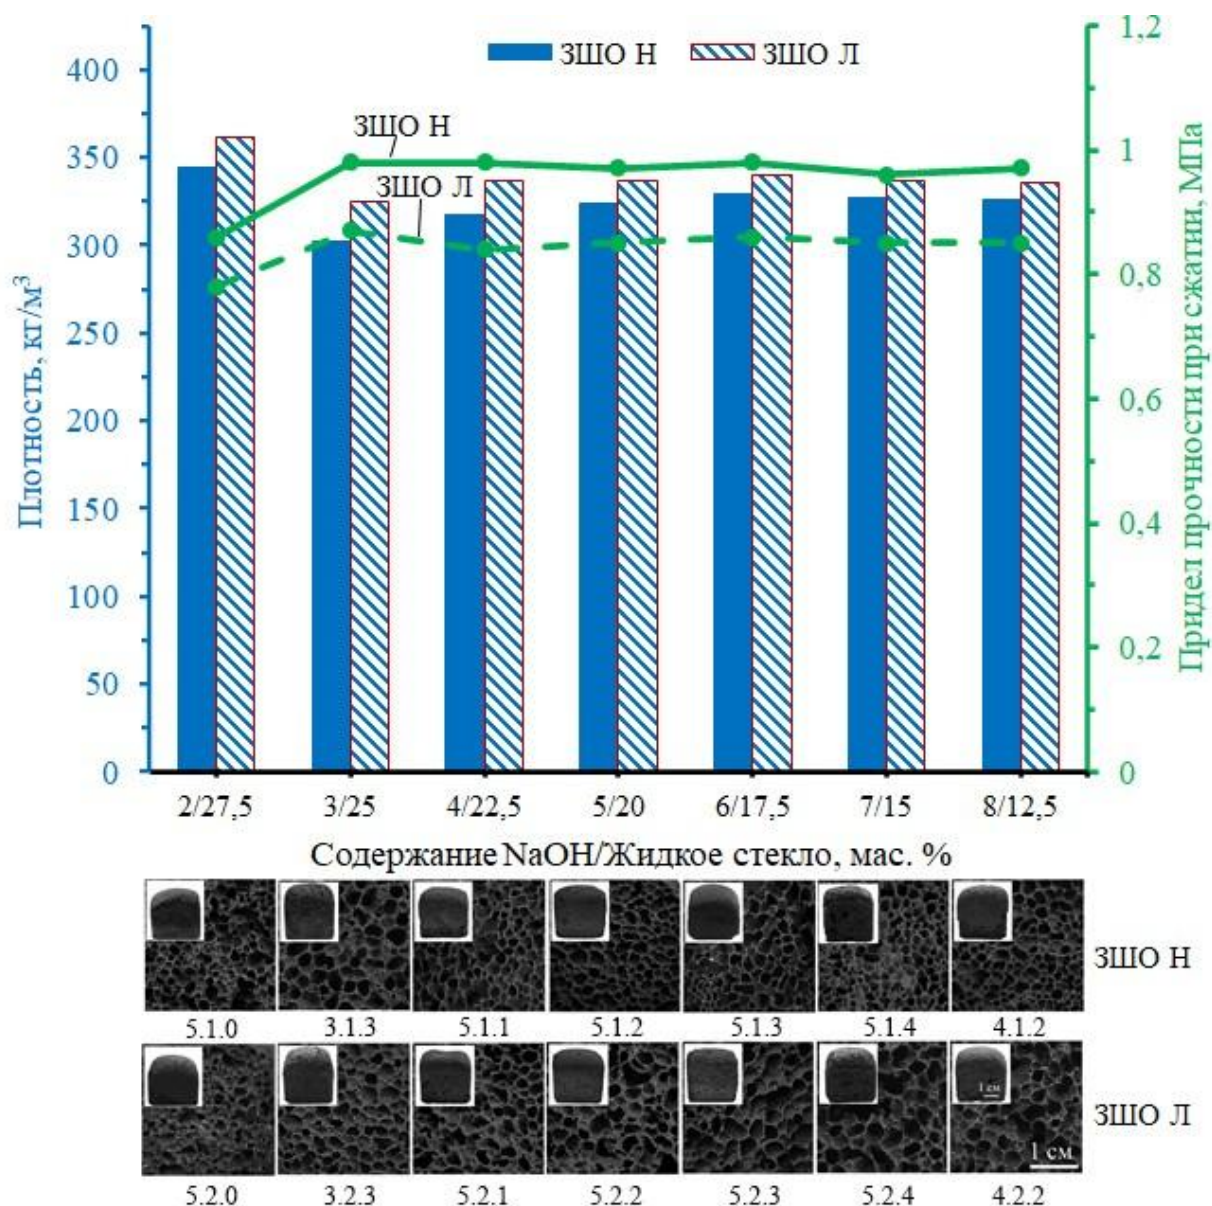 Плотность, кг/м³
400
350
300
250
200
150
100
50
0
ЗШО Н
ЗШО Л
ЗШО Н
ЗШО Л
1,2
1
0,8
0,6
0,4
0,2
0
Придел прочности при сжатии, МПа
2/27,5 3/25 4/22,5 5/20 6/17,5 7/15 8/12,5
Содержание NaOH/Жидкое стекло, мас. %
ЗШО Н
5.1.0 3.1.3 5.1.1 5.1.2 5.1.3 5.1.4 4.1.2
1 см
ЗШО Л
1 см
5.2.0 3.2.3 5.2.1 5.2.2 5.2.3 5.2.4 4.2.2